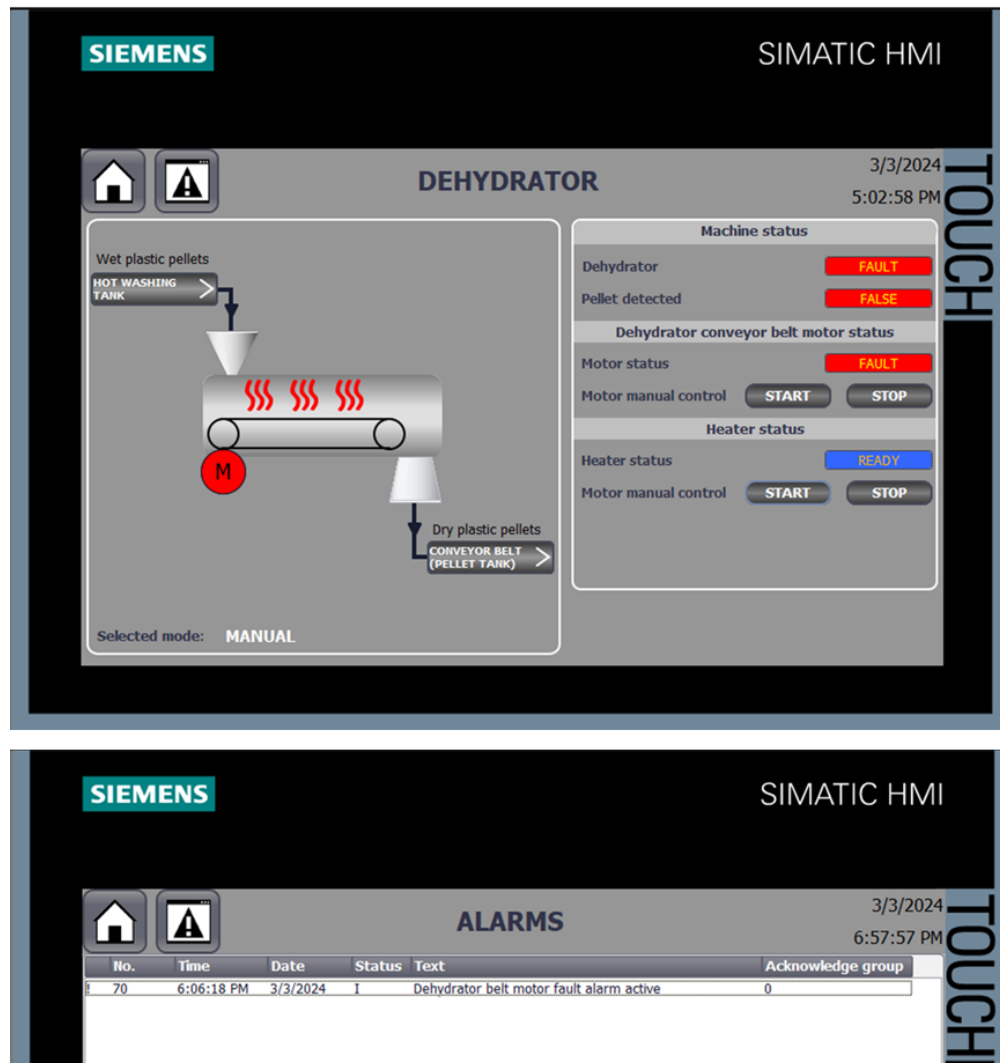 SIEMENS
SIMATIC HMI
TOUCH
DEHYDRATOR
3/3/2024
5:02:58 PM
Wet plastic pellets
HOT WASHING
TANK
M
Dry plastic pellets
CONVEYOR BELT
(PELLET TANK)
Selected mode: MANUAL
Machine status
Dehydrator FAULT
Pellet detected FALSE
Dehydrator conveyor belt motor status
Motor status FAULT
Motor manual control START STOP
Heater status
Heater status READY
Motor manual control START STOP
SIEMENS
SIMATIC HMI
TOUCH
ALARMS
3/3/2024
6:57:57 PM
No. Time Date Status Text Acknowledge group
! 70 6:06:18 PM 3/3/2024 I Dehydrator belt motor fault alarm active 0